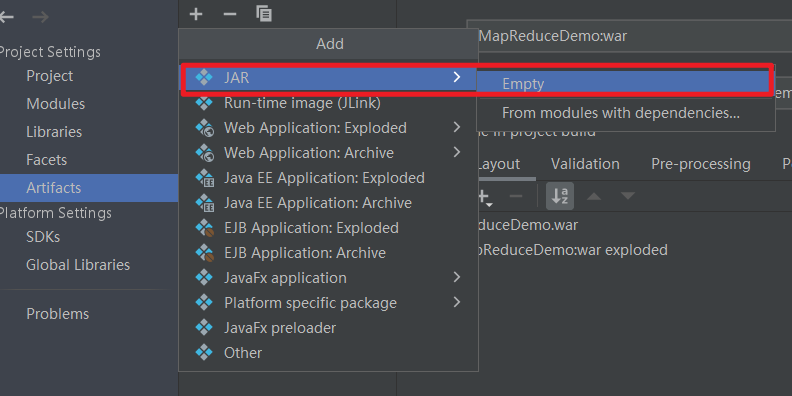 Project Settings
Project
Modules
Libraries
Facets
Artifacts
Platform Settings
SDKs
Global Libraries
Problems
Add
JAR
Run-time image (JLink)
Web Application: Exploded
Web Application: Archive
Java EE Application: Exploded
Java EE Application: Archive
EJB Application: Exploded
EJB Application: Archive
JavaFx application
Platform specific package
JavaFx preloader
Other
Empty
From modules with dependencies...
MapReduceDemo:war
in project build
Layout Validation Pre-processing
duceDemo.war
pReduceDemo:war exploded